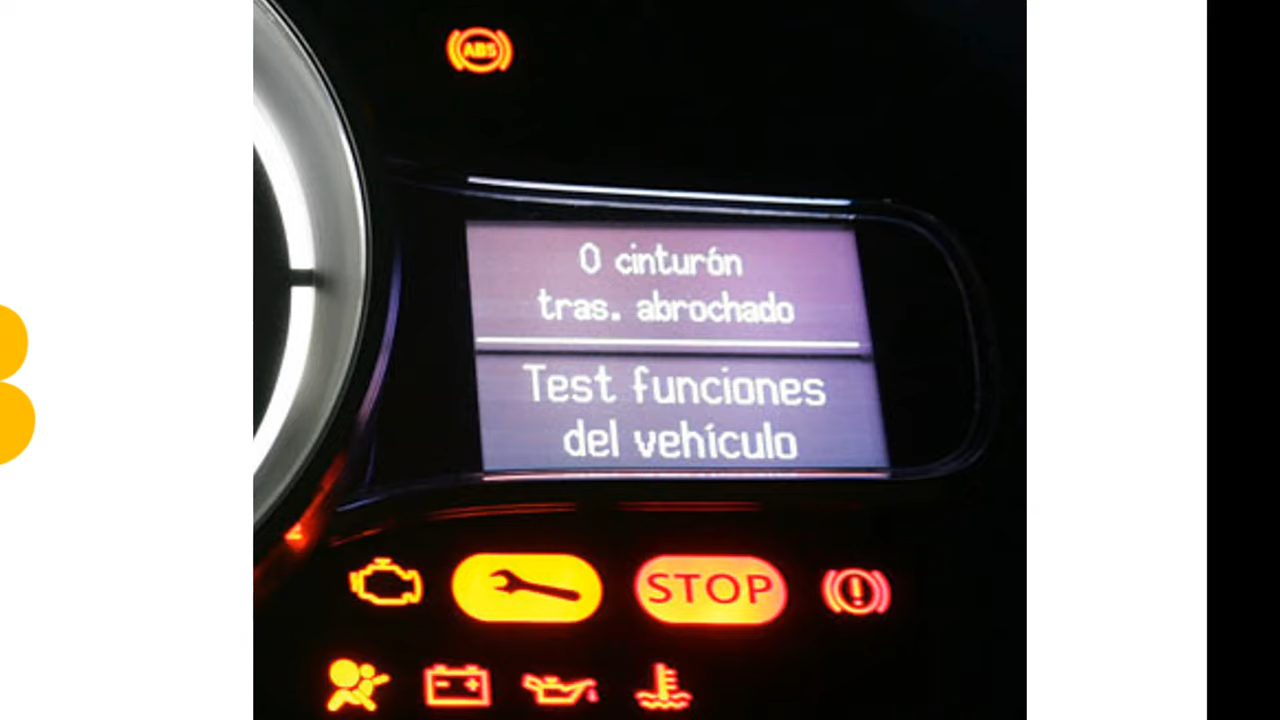 ABS
0 cinturón
tras. abrochado
Test funciones
del vehículo
STOP